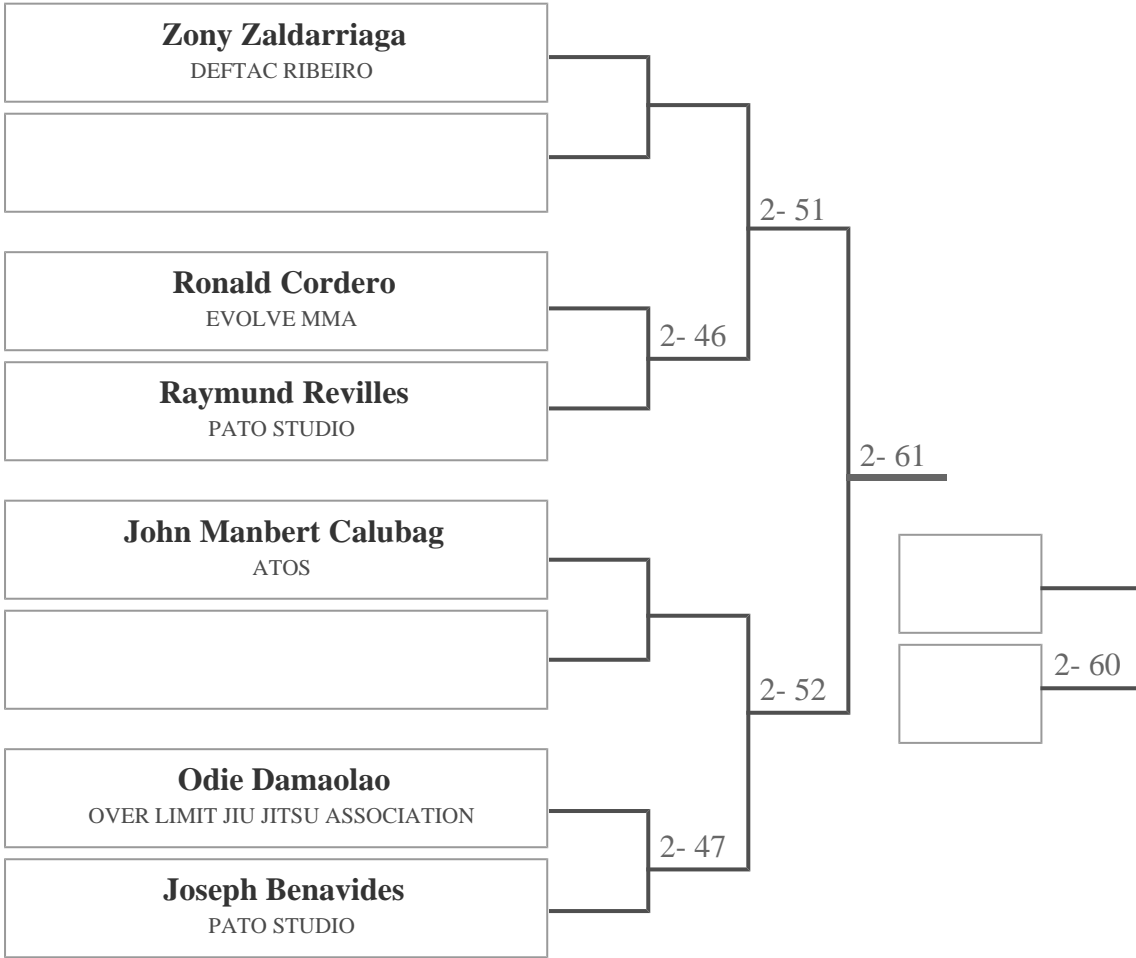 Zony Zaldarriaga
DEFTAC RIBEIRO
2- 51
Ronald Cordero
EVOLVE MMA
2- 46
Raymund Revilles
PATO STUDIO
2- 61
John Manbert Calubag
ATOS
2- 60
2- 52
Odie Damaolao
OVER LIMIT JIU JITSU ASSOCIATION
2- 47
Joseph Benavides
PATO STUDIO